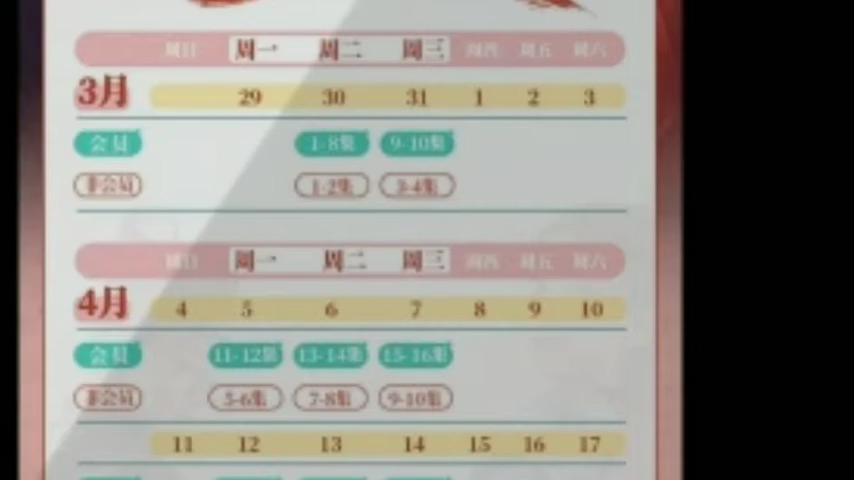 周日 周一 周二 周三 周四 周五 周六
3月 29 30 31 1 2 3
会员 1-8集 9-10集
非会员 1-2集 3-4集
周日 周一 周二 周三 周四 周五 周六
4月 4 5 6 7 8 9 10
会员 11-12集 13-14集 15-16集
非会员 5-6集 7-8集 9-10集
11 12 13 14 15 16 17